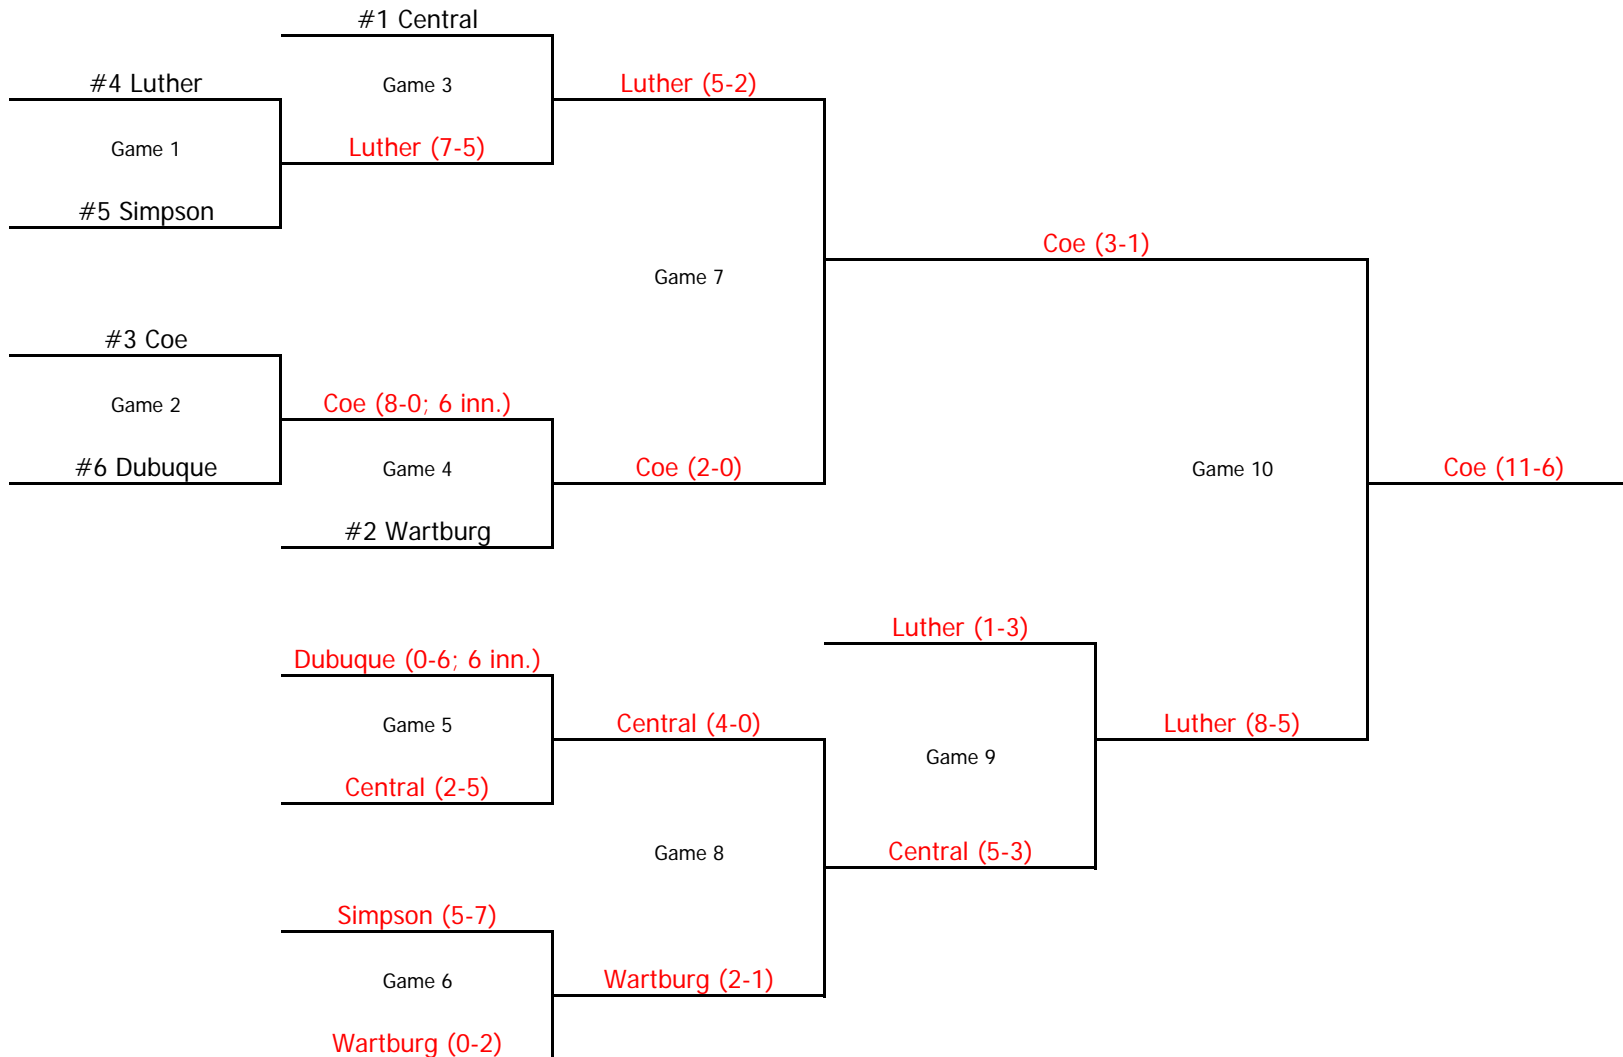 #1 Central
#4 Luther
Game 3
Luther (5-2)
Game 1
Luther (7-5)
#5 Simpson
Coe (3-1)
Game 7
#3 Coe
Game 2
Coe (8-0; 6 inn.)
#6 Dubuque
Game 4
Coe (2-0)
Game 10
Coe (11-6)
#2 Wartburg
Luther (1-3)
Dubuque (0-6; 6 inn.)
Game 5
Central (4-0)
Luther (8-5)
Game 9
Central (2-5)
Game 8
Central (5-3)
Simpson (5-7)
Game 6
Wartburg (2-1)
Wartburg (0-2)